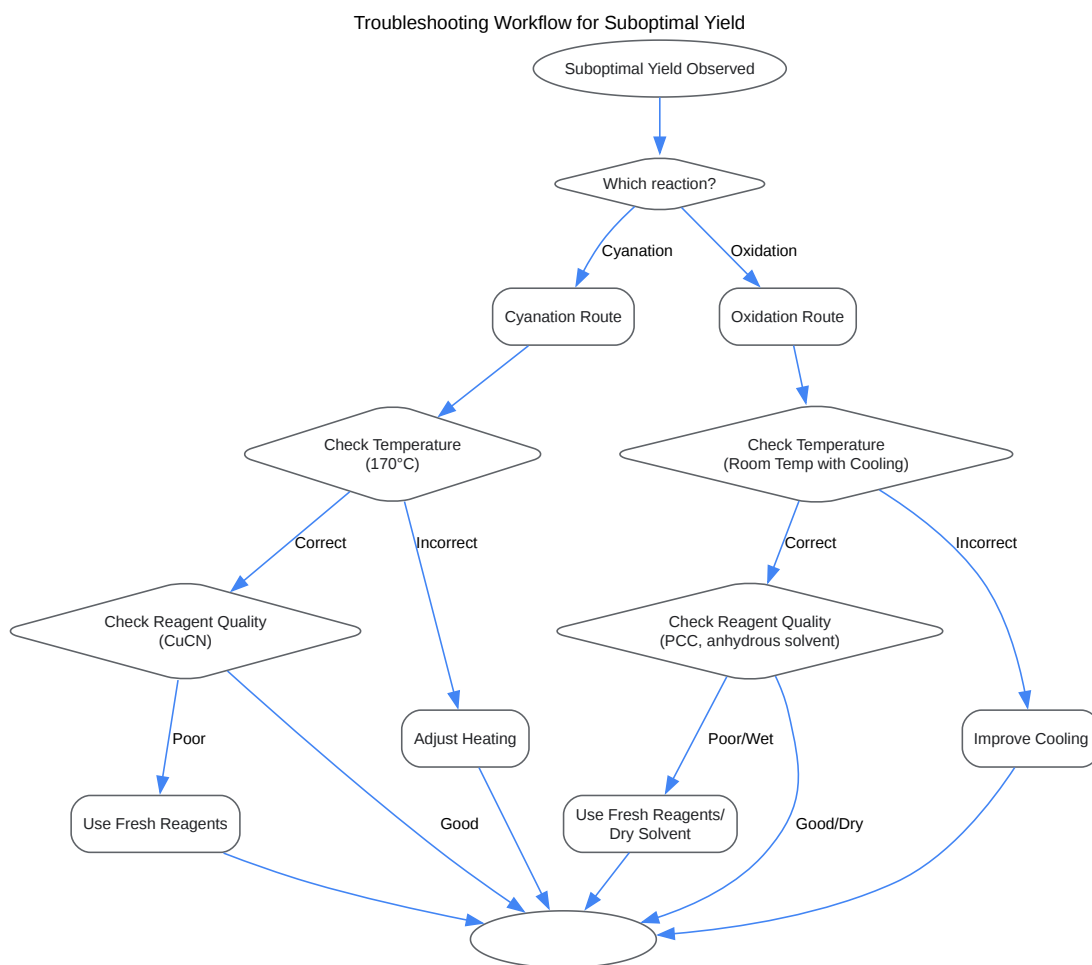 Troubleshooting Workflow for Suboptimal Yield
Suboptimal Yield Observed
Which reaction?
Cyanation
Oxidation
Cyanation Route
Oxidation Route
Check Temperature
(170°C)
Check Temperature
(Room Temp with Cooling)
Correct
Incorrect
Correct
Incorrect
Check Reagent Quality
(CuCN)
Check Reagent Quality
(PCC, anhydrous solvent)
Poor
Adjust Heating
Poor/Wet
Improve Cooling
Use Fresh Reagents
Good
Use Fresh Reagents/
Dry Solvent
Good/Dry